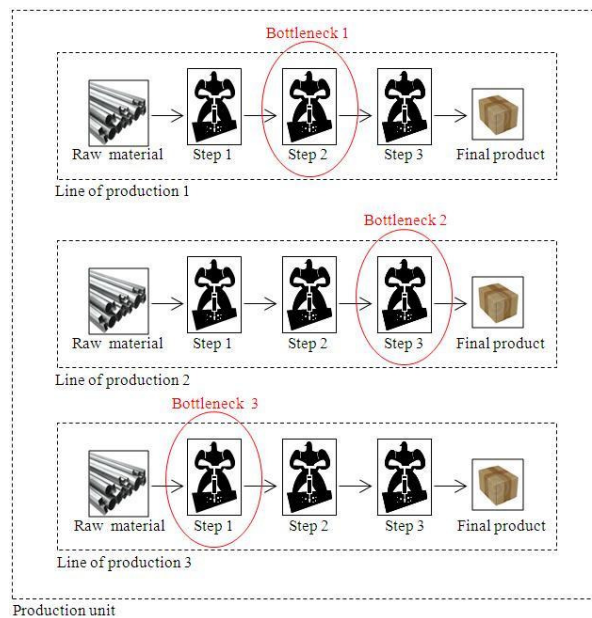 Bottleneck 1
Raw material Step 1 Step 2 Step 3 Final product
Line of production 1
Bottleneck 2
Raw material Step 1 Step 2 Step 3 Final product
Line of production 2
Bottleneck 3
Raw material Step 1 Step 2 Step 3 Final product
Line of production 3
Production unit